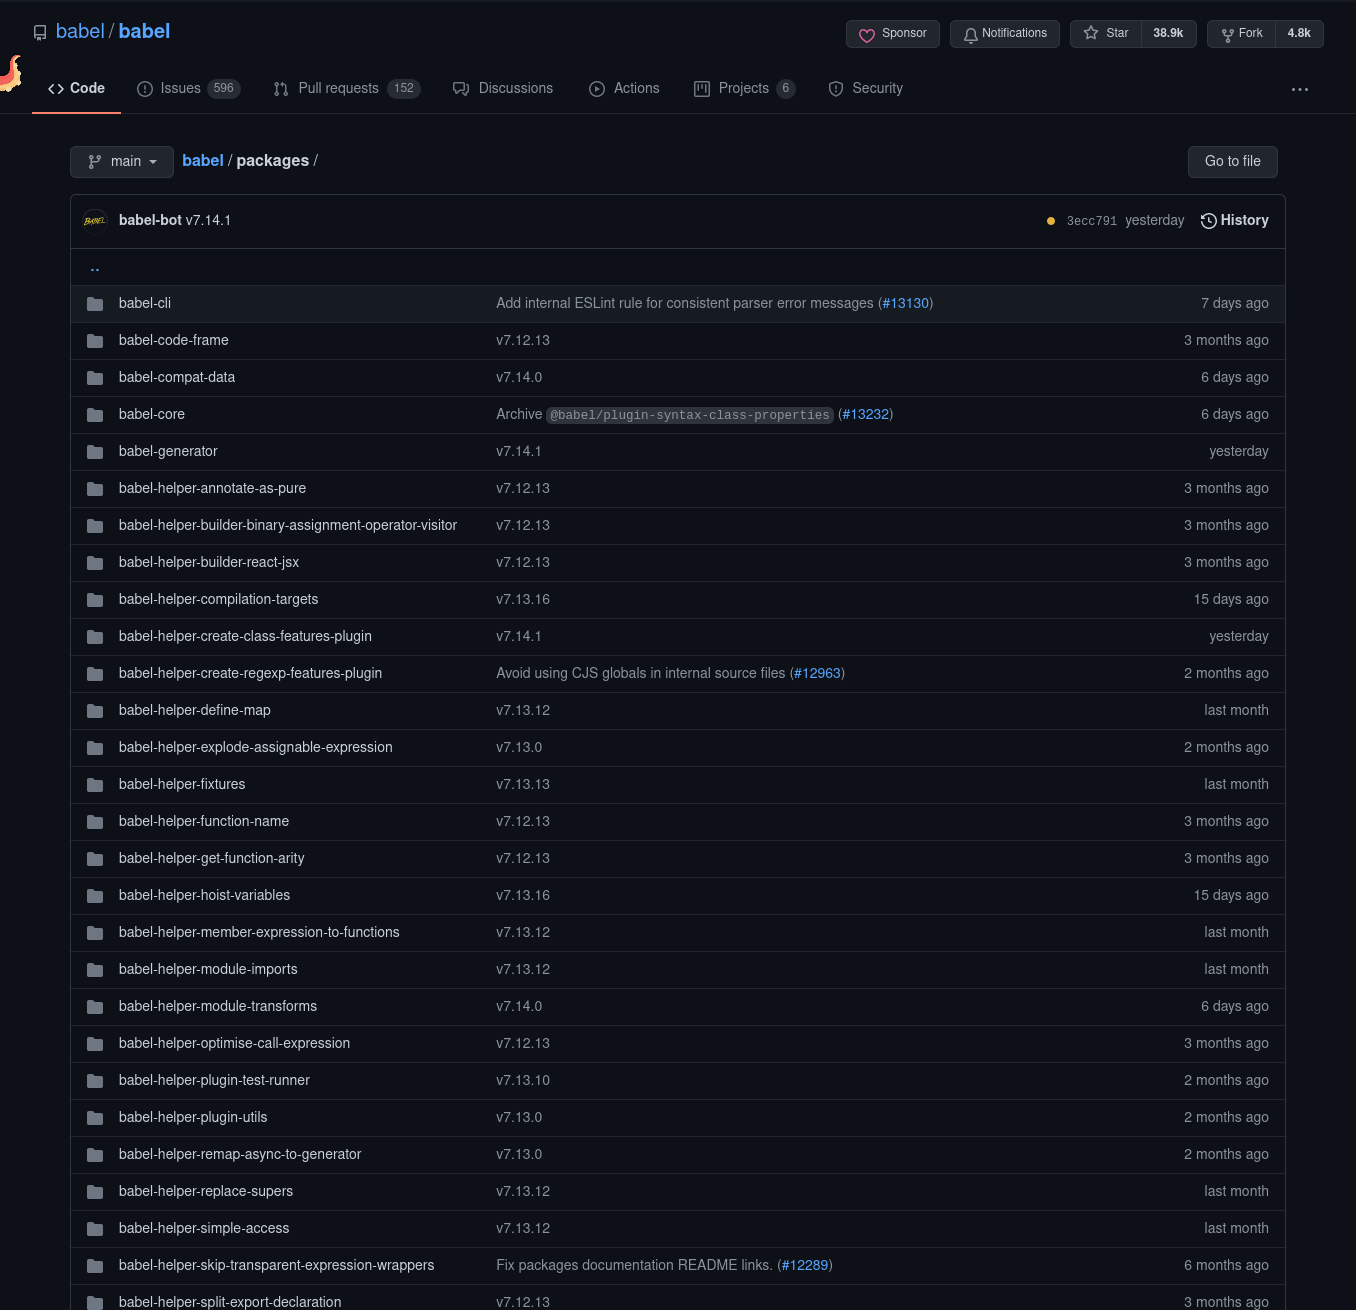 babel / babel
Sponsor Notifications Star 38.9k Fork 4.8k
Code Issues 596 Pull requests 152 Discussions Actions Projects 6 Security ...
main babel / packages / Go to file
BABEL babel-bot v7.14.1 3ecc791 yesterday History
..
babel-cli Add internal ESLint rule for consistent parser error messages (#13130) 7 days ago
babel-code-frame v7.12.13 3 months ago
babel-compat-data v7.14.0 6 days ago
babel-core Archive @babel/plugin-syntax-class-properties (#13232) 6 days ago
babel-generator v7.14.1 yesterday
babel-helper-annotate-as-pure v7.12.13 3 months ago
babel-helper-builder-binary-assignment-operator-visitor v7.12.13 3 months ago
babel-helper-builder-react-jsx v7.12.13 3 months ago
babel-helper-compilation-targets v7.13.16 15 days ago
babel-helper-create-class-features-plugin v7.14.1 yesterday
babel-helper-create-regexp-features-plugin Avoid using CJS globals in internal source files (#12963) 2 months ago
babel-helper-define-map v7.13.12 last month
babel-helper-explode-assignable-expression v7.13.0 2 months ago
babel-helper-fixtures v7.13.13 last month
babel-helper-function-name v7.12.13 3 months ago
babel-helper-get-function-arity v7.12.13 3 months ago
babel-helper-hoist-variables v7.13.16 15 days ago
babel-helper-member-expression-to-functions v7.13.12 last month
babel-helper-module-imports v7.13.12 last month
babel-helper-module-transforms v7.14.0 6 days ago
babel-helper-optimise-call-expression v7.12.13 3 months ago
babel-helper-plugin-test-runner v7.13.10 2 months ago
babel-helper-plugin-utils v7.13.0 2 months ago
babel-helper-remap-async-to-generator v7.13.0 2 months ago
babel-helper-replace-supers v7.13.12 last month
babel-helper-simple-access v7.13.12 last month
babel-helper-skip-transparent-expression-wrappers Fix packages documentation README links. (#12289) 6 months ago
babel-helper-split-export-declaration v7.12.13 3 months ago